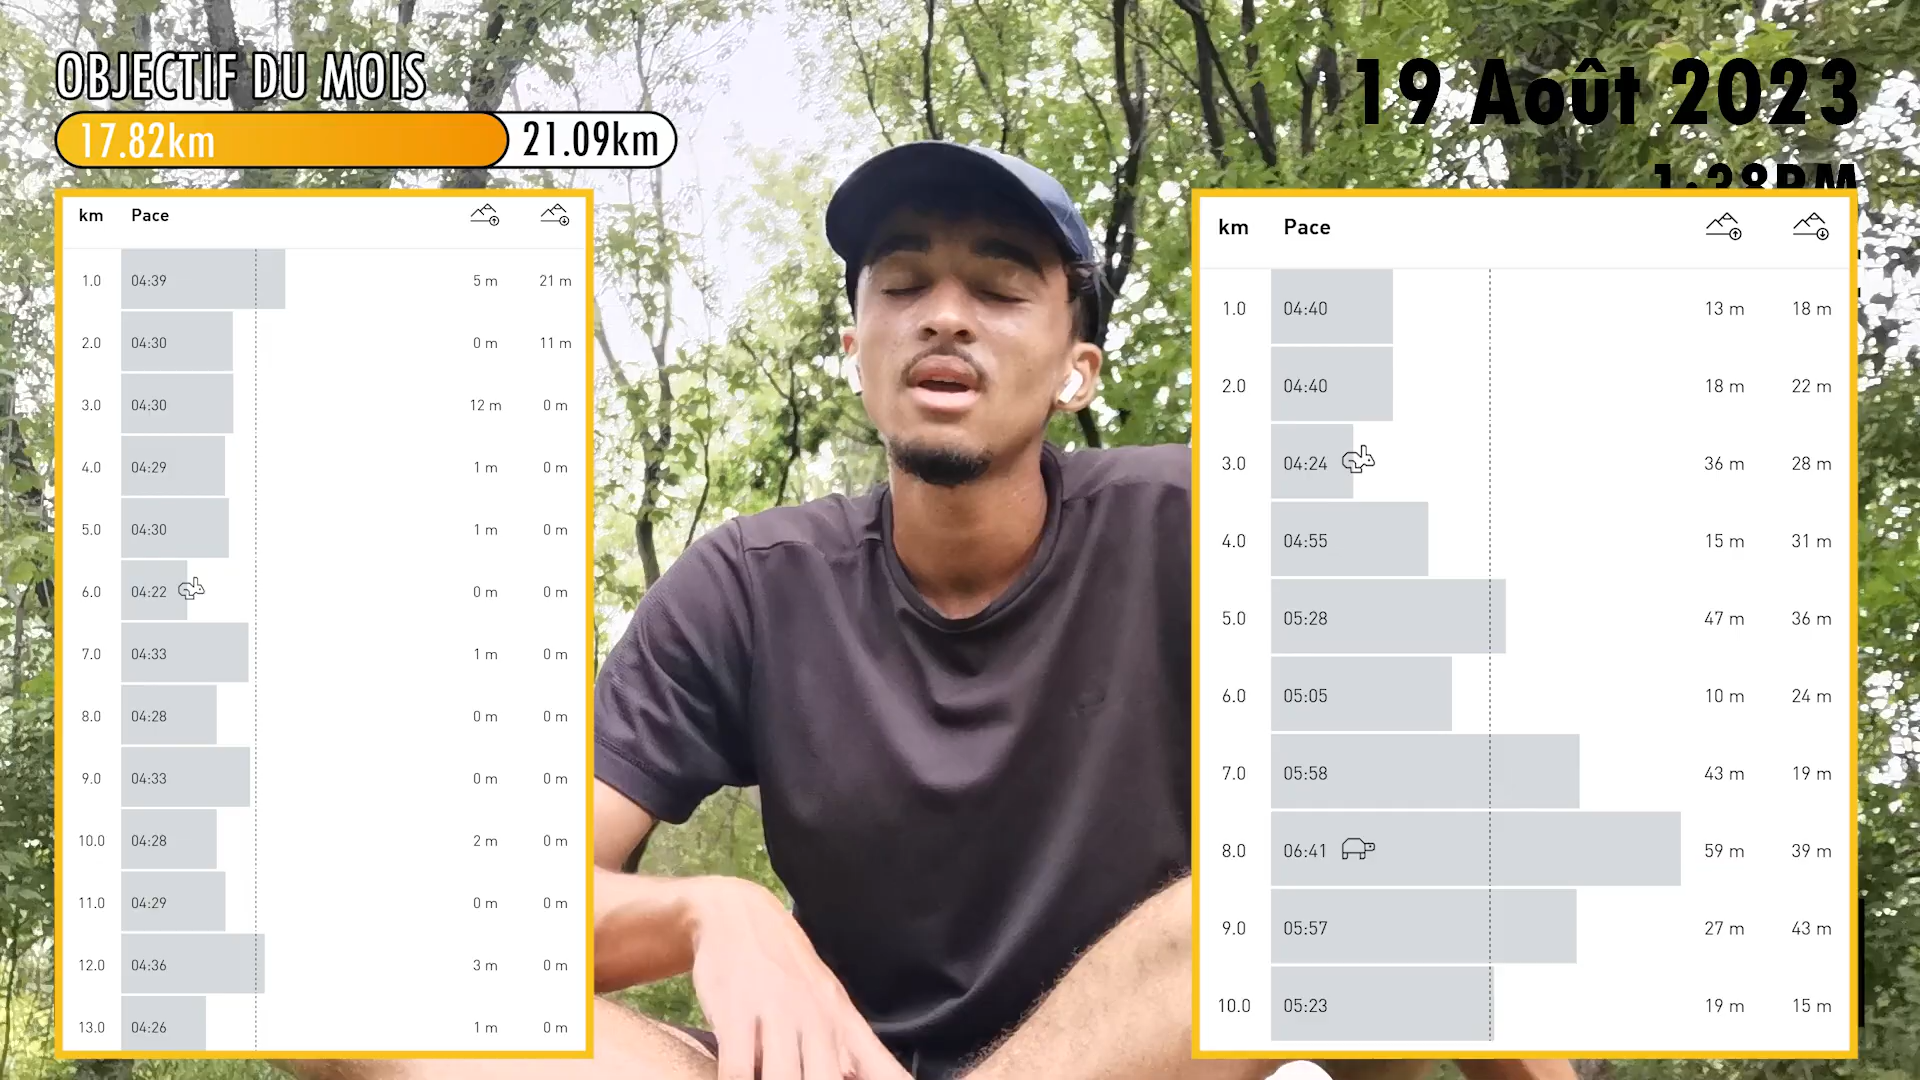 OBJECTIF DU MOIS
17.82km 21.09km
19 Août 2023
1:38PM
km Pace
1.0 04:39 5 m 21 m
2.0 04:30 0 m 11 m
3.0 04:30 12 m 0 m
4.0 04:29 1 m 0 m
5.0 04:30 1 m 0 m
6.0 04:22 0 m 0 m
7.0 04:33 1 m 0 m
8.0 04:28 0 m 0 m
9.0 04:33 0 m 0 m
10.0 04:28 2 m 0 m
11.0 04:29 0 m 0 m
12.0 04:36 3 m 0 m
13.0 04:26 1 m 0 m
km Pace
1.0 04:40 13 m 18 m
2.0 04:40 18 m 22 m
3.0 04:24 36 m 28 m
4.0 04:55 15 m 31 m
5.0 05:28 47 m 36 m
6.0 05:05 10 m 24 m
7.0 05:58 43 m 19 m
8.0 06:41 59 m 39 m
9.0 05:57 27 m 43 m
10.0 05:23 19 m 15 m